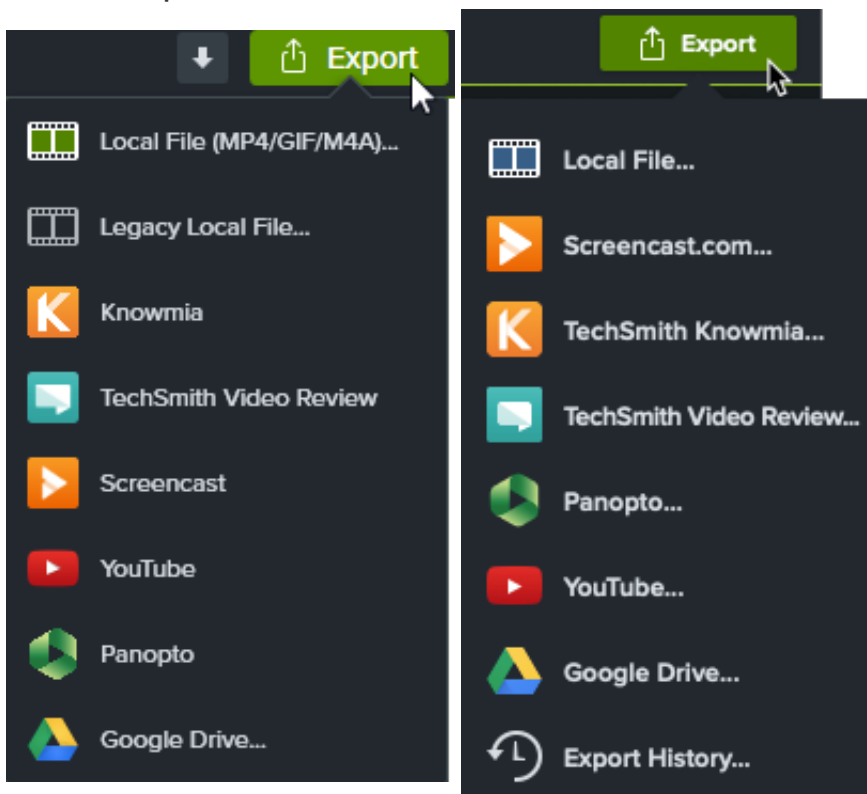 Export
Local File (MP4/GIF/M4A)...
Legacy Local File...
Knowmia
TechSmith Video Review
Screencast
YouTube
Panopto
Google Drive...
Export
Local File...
Screencast.com...
TechSmith Knowmia...
TechSmith Video Review...
Panopto...
YouTube...
Google Drive...
Export History...